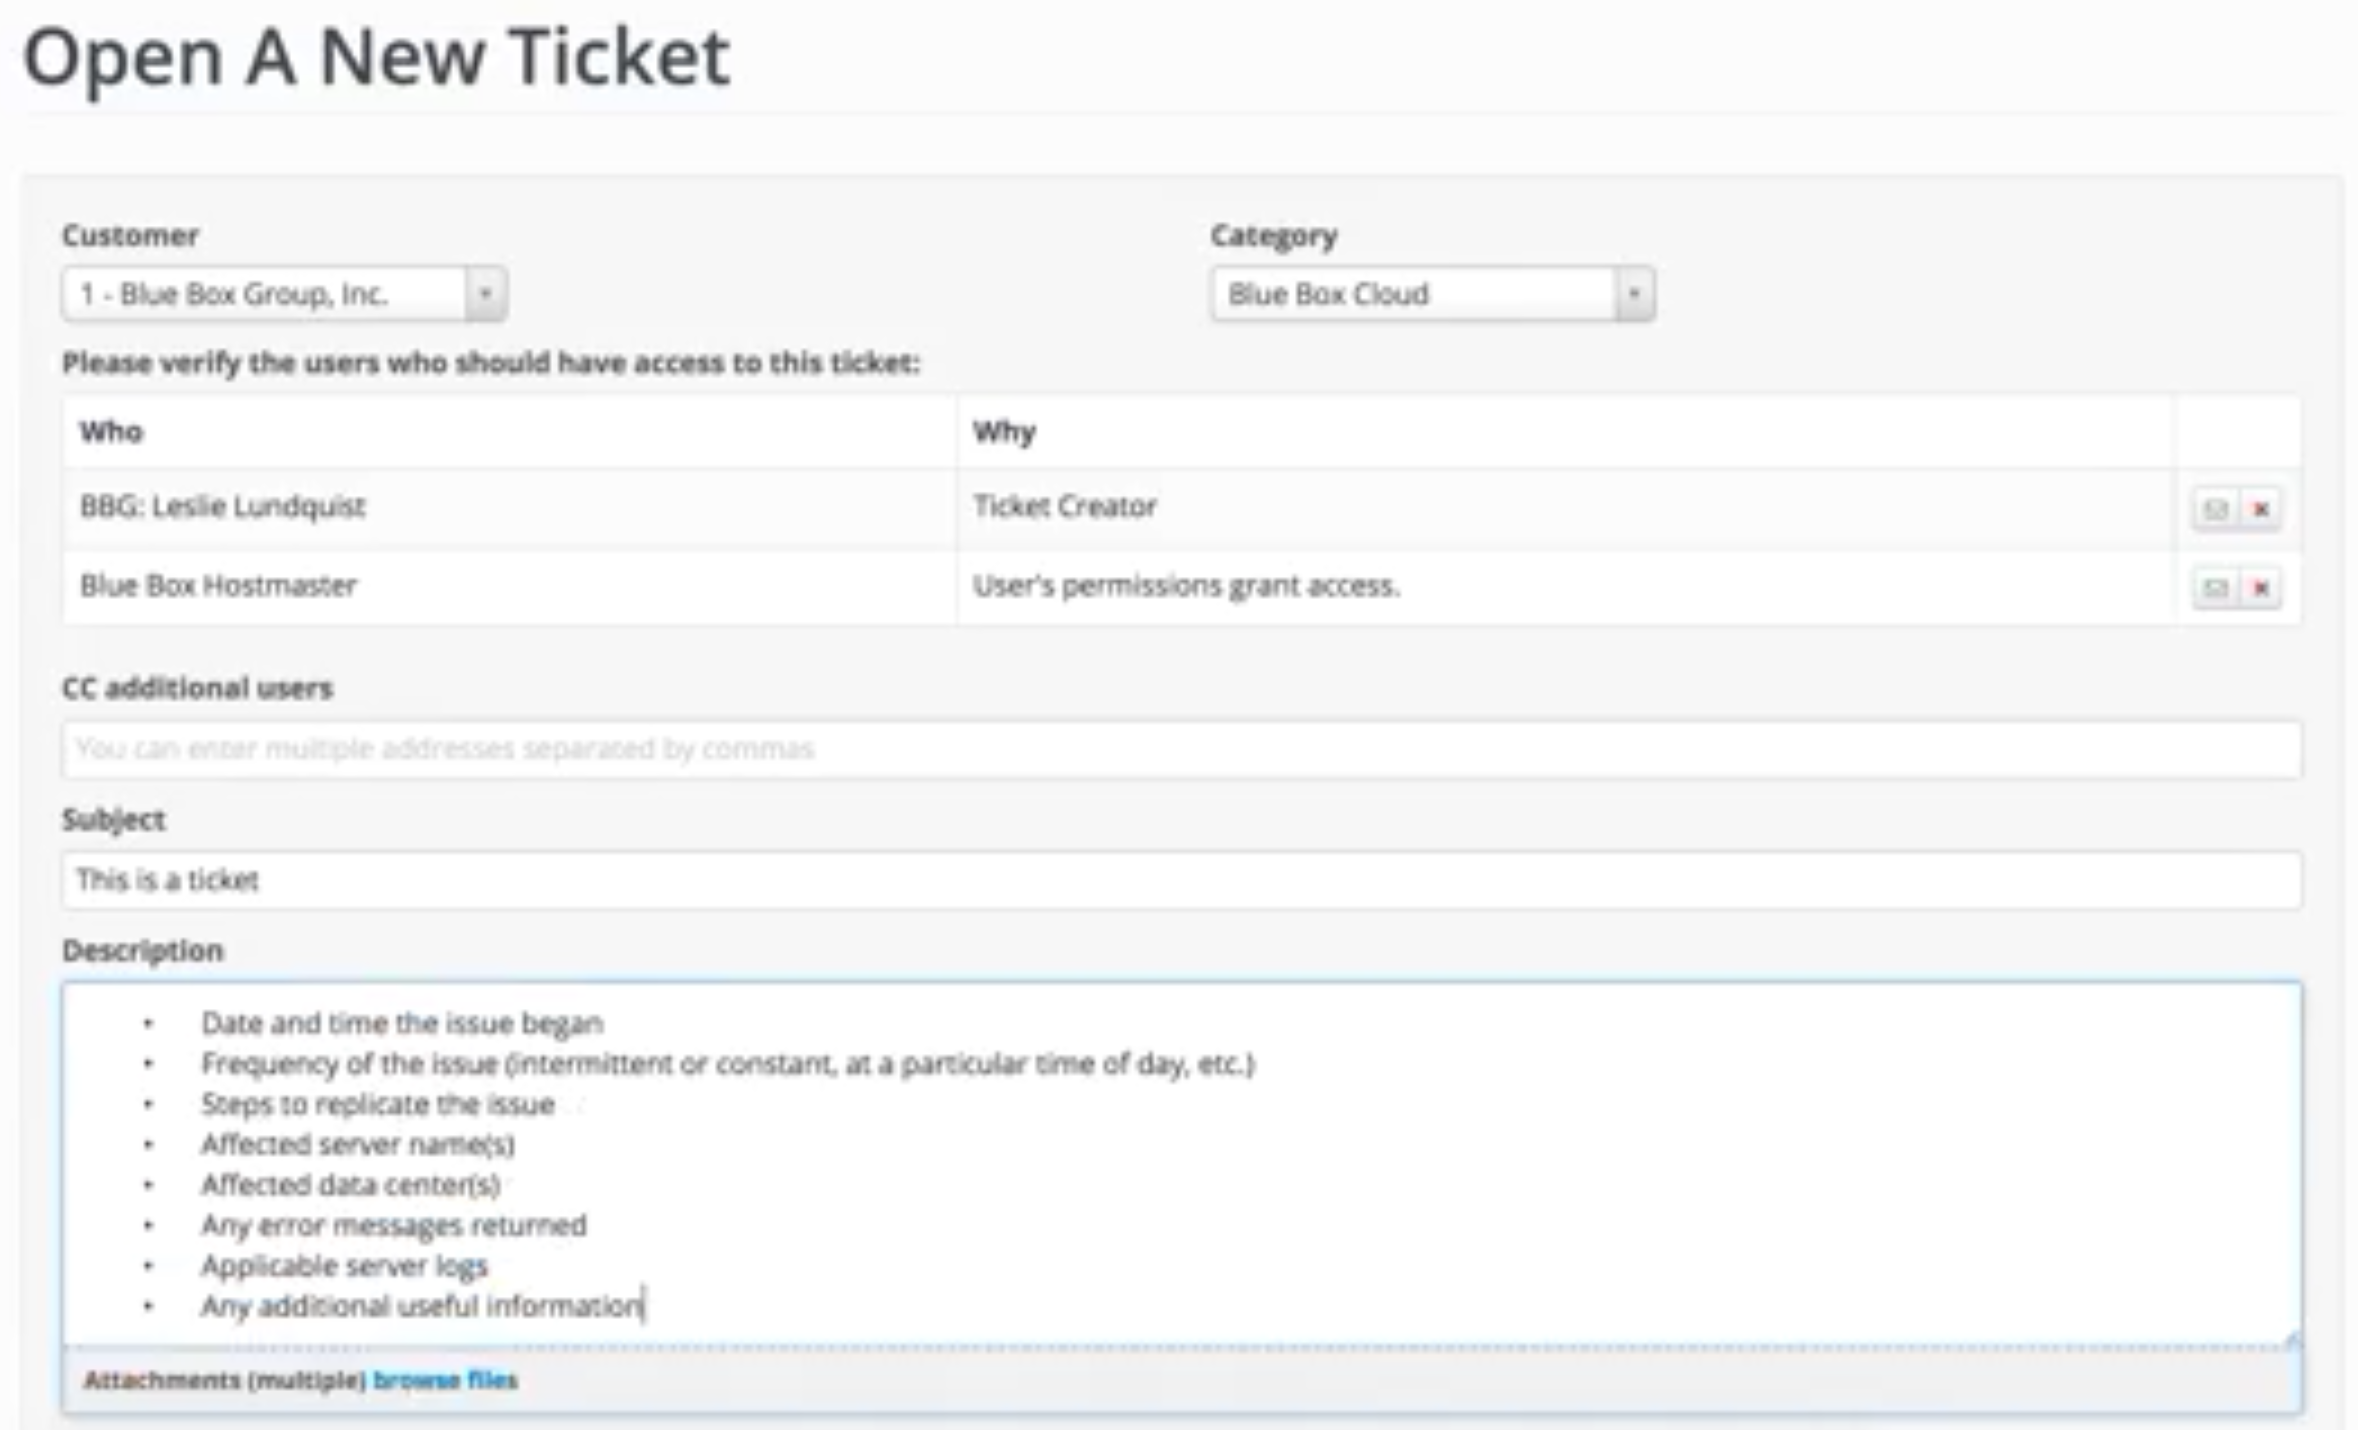 Open A New Ticket
Customer
Category
1 - Blue Box Group, Inc.
Blue Box Cloud
Please verify the users who should have access to this ticket:
Who
Why
BBG: Leslie Lundquist
Ticket Creator
Blue Box Hostmaster
User's permissions grant access.
CC additional users
You can enter multiple addresses separated by commas
Subject
This is a ticket
Description
• Date and time the issue began
• Frequency of the issue (intermittent or constant, at a particular time of day, etc.)
• Steps to replicate the issue
• Affected server name(s)
• Affected data center(s)
• Any error messages returned
• Applicable server logs
• Any additional useful information
Attachments (multiple) browse files